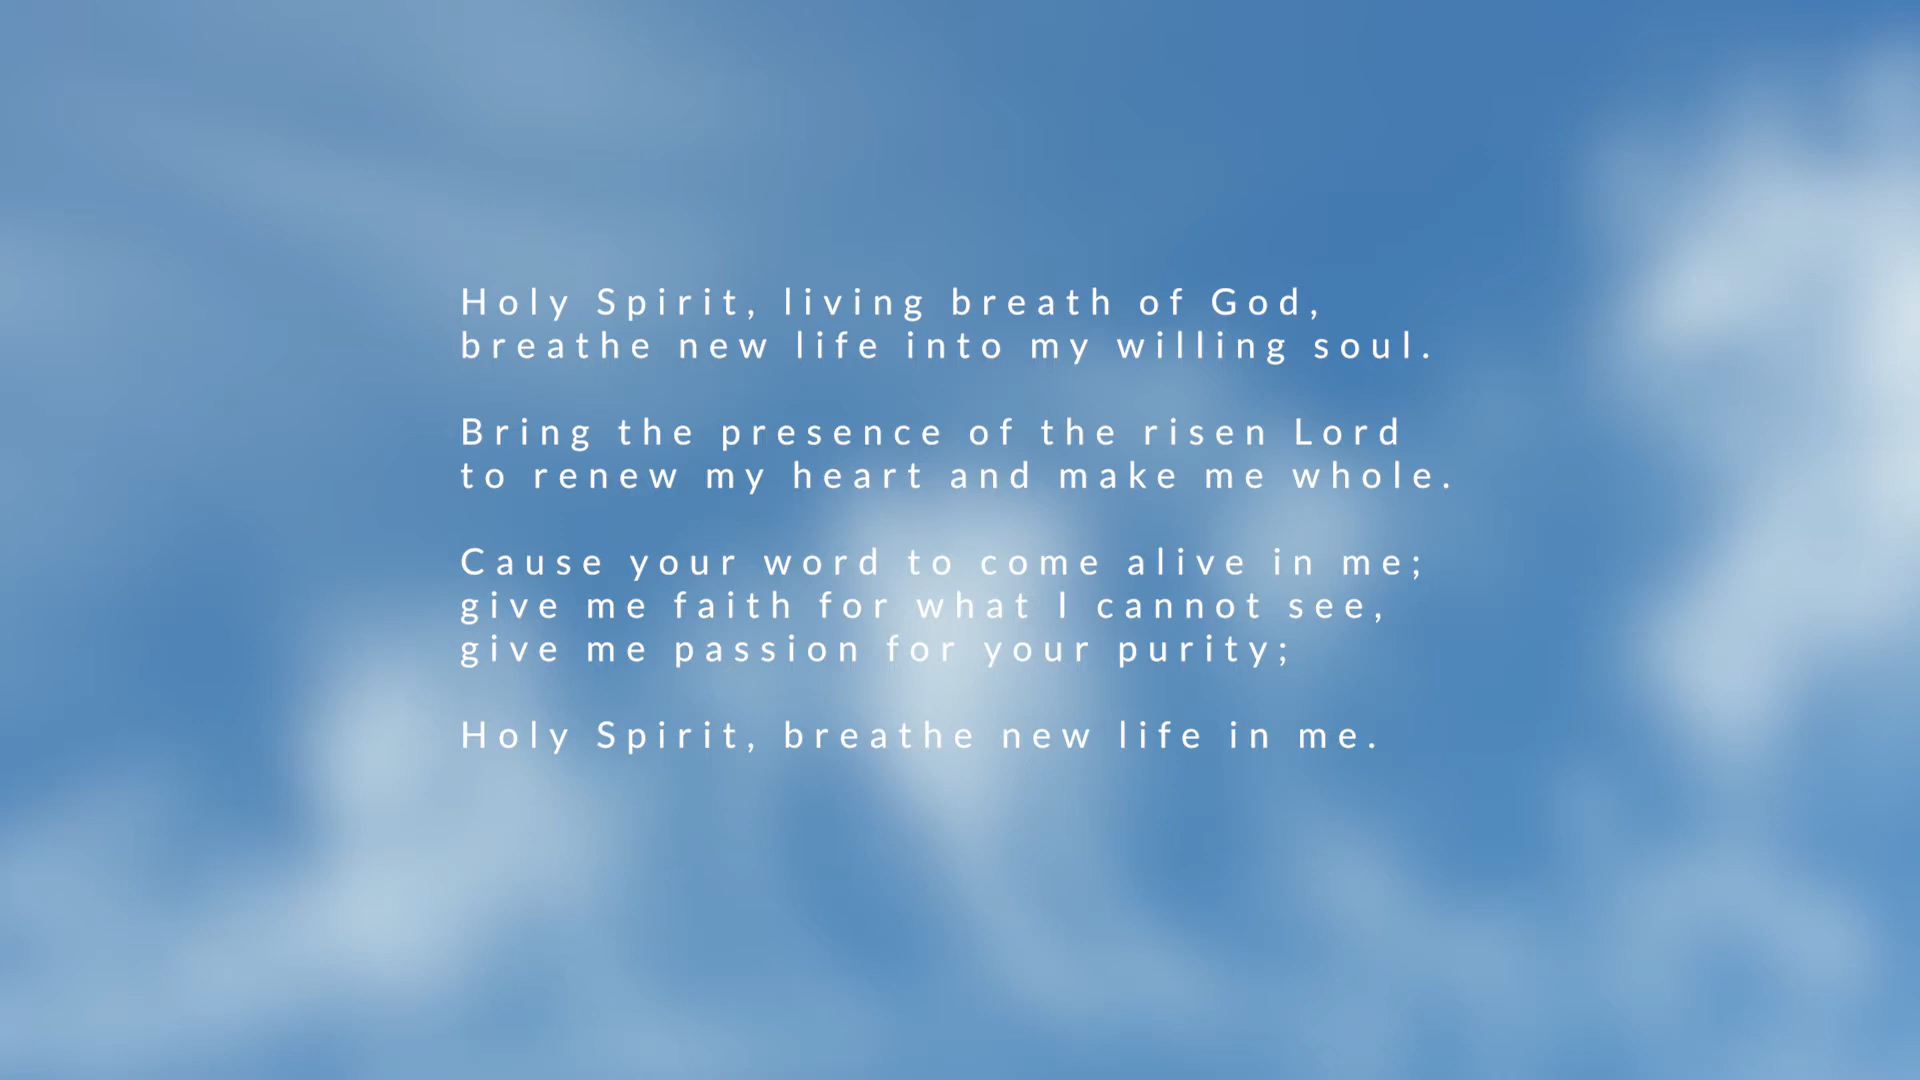 Holy Spirit, living breath of God,
breathe new life into my willing soul.
Bring the presence of the risen Lord
to renew my heart and make me whole.
Cause your word to come alive in me;
give me faith for what I cannot see,
give me passion for your purity;
Holy Spirit, breathe new life in me.